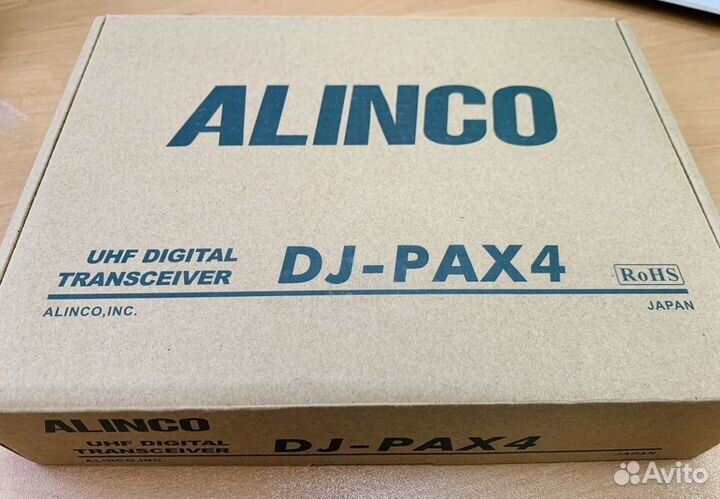 ALINCO
UHF DIGITAL
TRANSCEIVER
DJ-PAX4
RoHS
ALINCO,INC.
JAPAN
ALINCO
UHF DIGITAL
TRANSCEIVER
DJ-PAX4
ALINCO,INC.
JAPAN
Avito